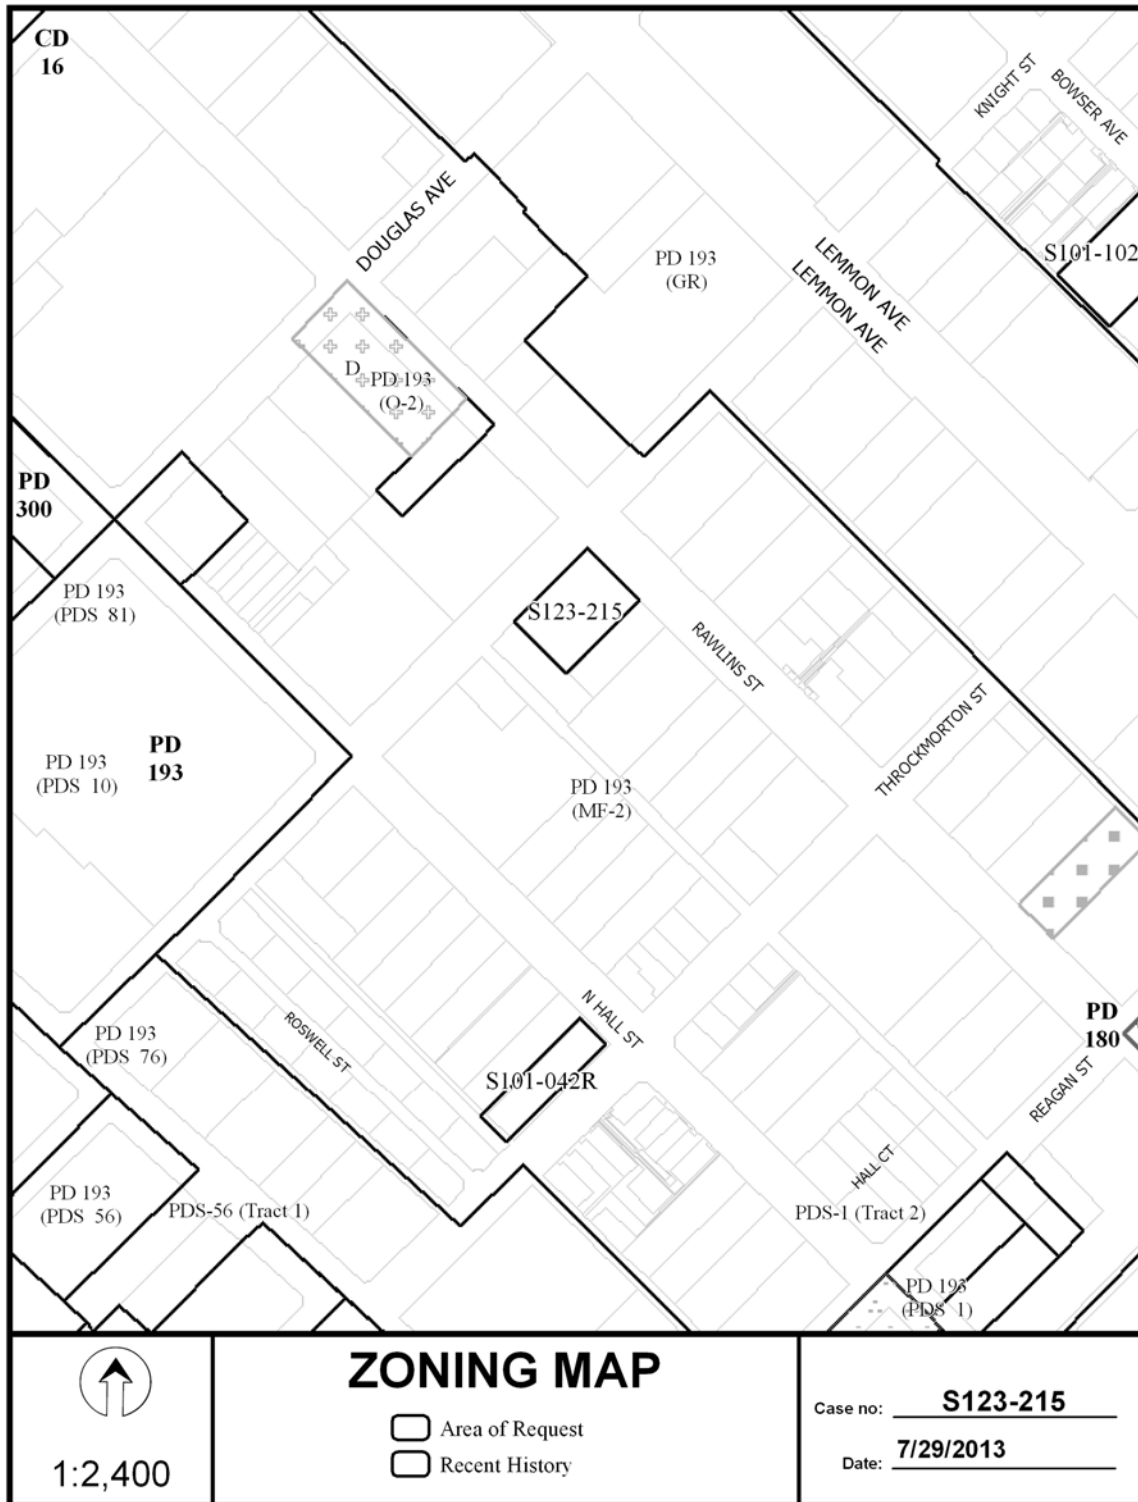 CD
16
KNIGHT ST
BOWSER AVE
DOUGLAS AVE
LEMMON AVE
LEMMON AVE
S101-102
PD 193
(GR)
D
PD 193
(O-2)
PD
300
PD 193
(PDS 81)
S123-215
RAWLINS ST
THROCKMORTON ST
PD 193
(PDS 10)
PD
193
PD 193
(MF-2)
N HALL ST
ROSWELL ST
PD
180
PD 193
(PDS 76)
S101-042R
REAGAN ST
HALL CT
PD 193
(PDS 56)
PDS-56 (Tract 1)
PDS-1 (Tract 2)
PD 193
(PDS 1)
1:2,400
ZONING MAP
Area of Request
Recent History
Case no: S123-215
Date: 7/29/2013